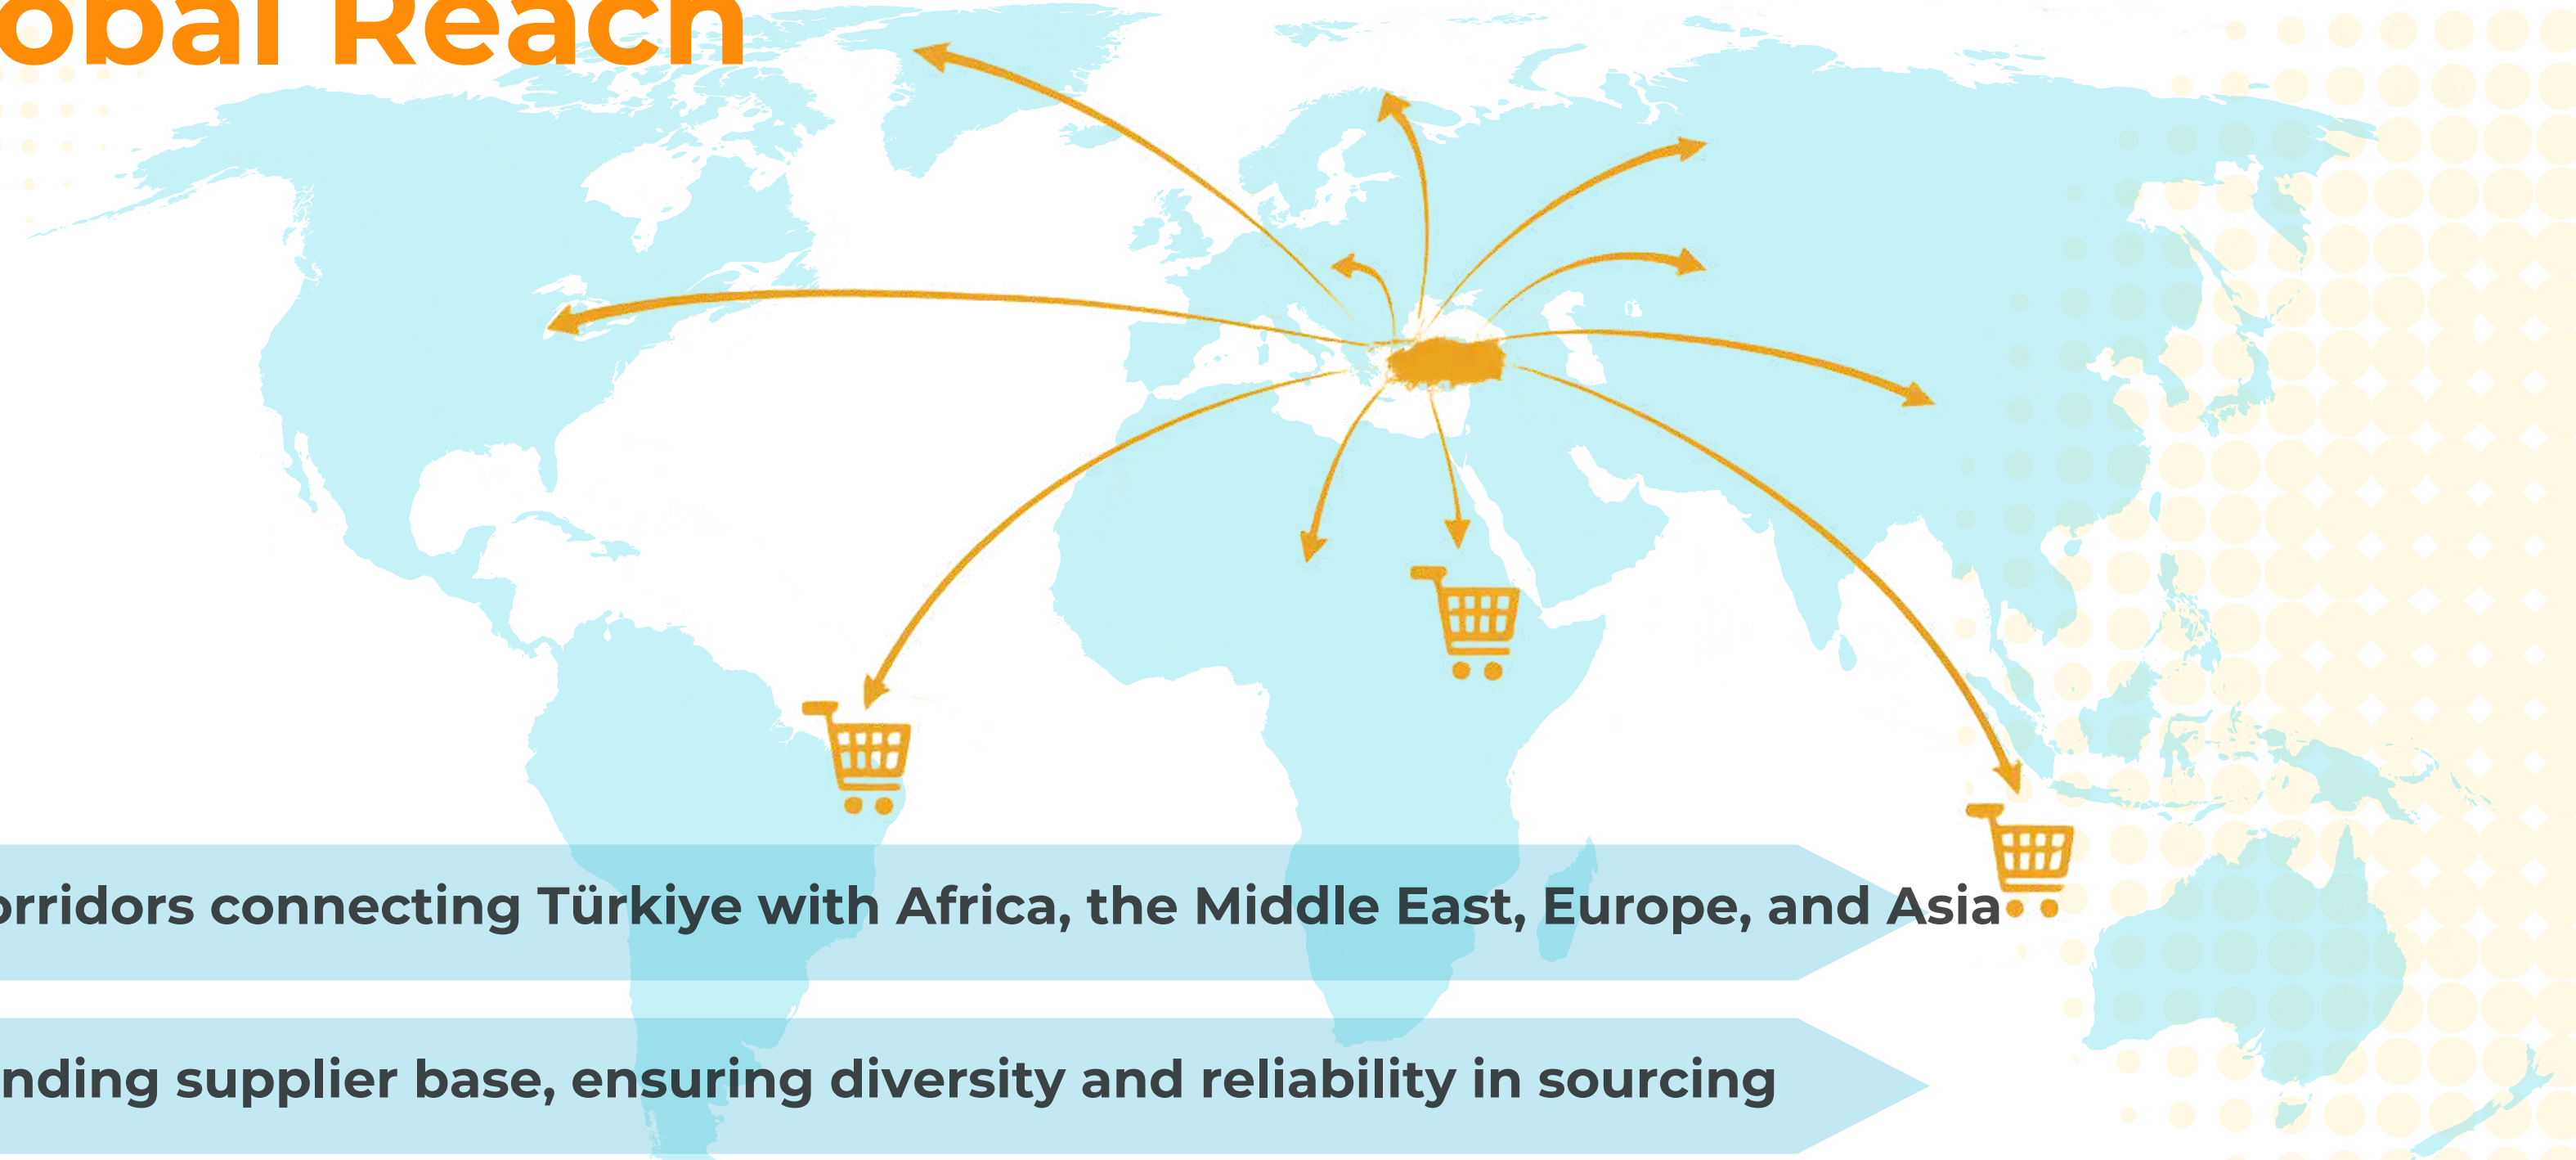 obal Reach
orridors connecting Türkiye with Africa, the Middle East, Europe, and Asia
nding supplier base, ensuring diversity and reliability in sourcing